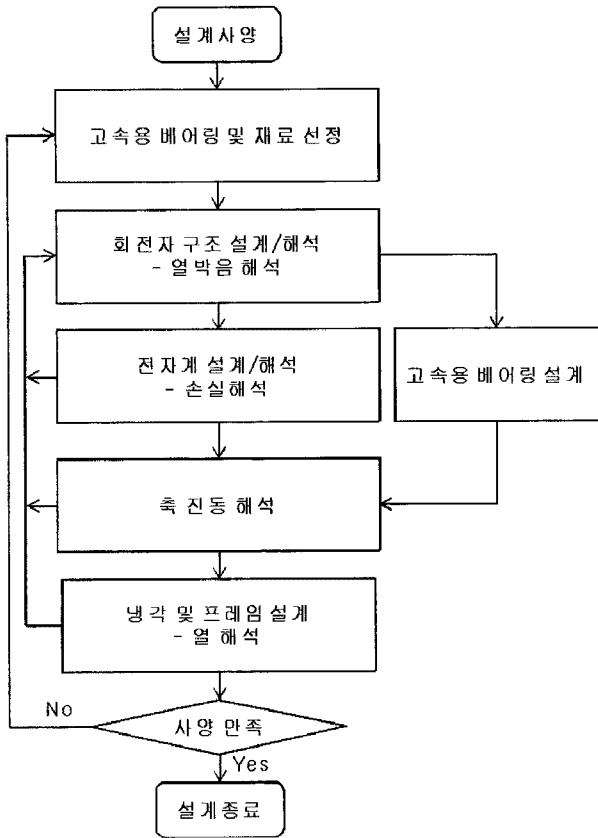 설계사양
고속용 베어링 및 재료 선정
회전자 구조 설계/해석
- 열박음 해석
전자계 설계/해석
- 손실해석
고속용 베어링 설계
축 진동 해석
냉각 및 프레임 설계
- 열 해석
No
사양 만족
Yes
설계종료